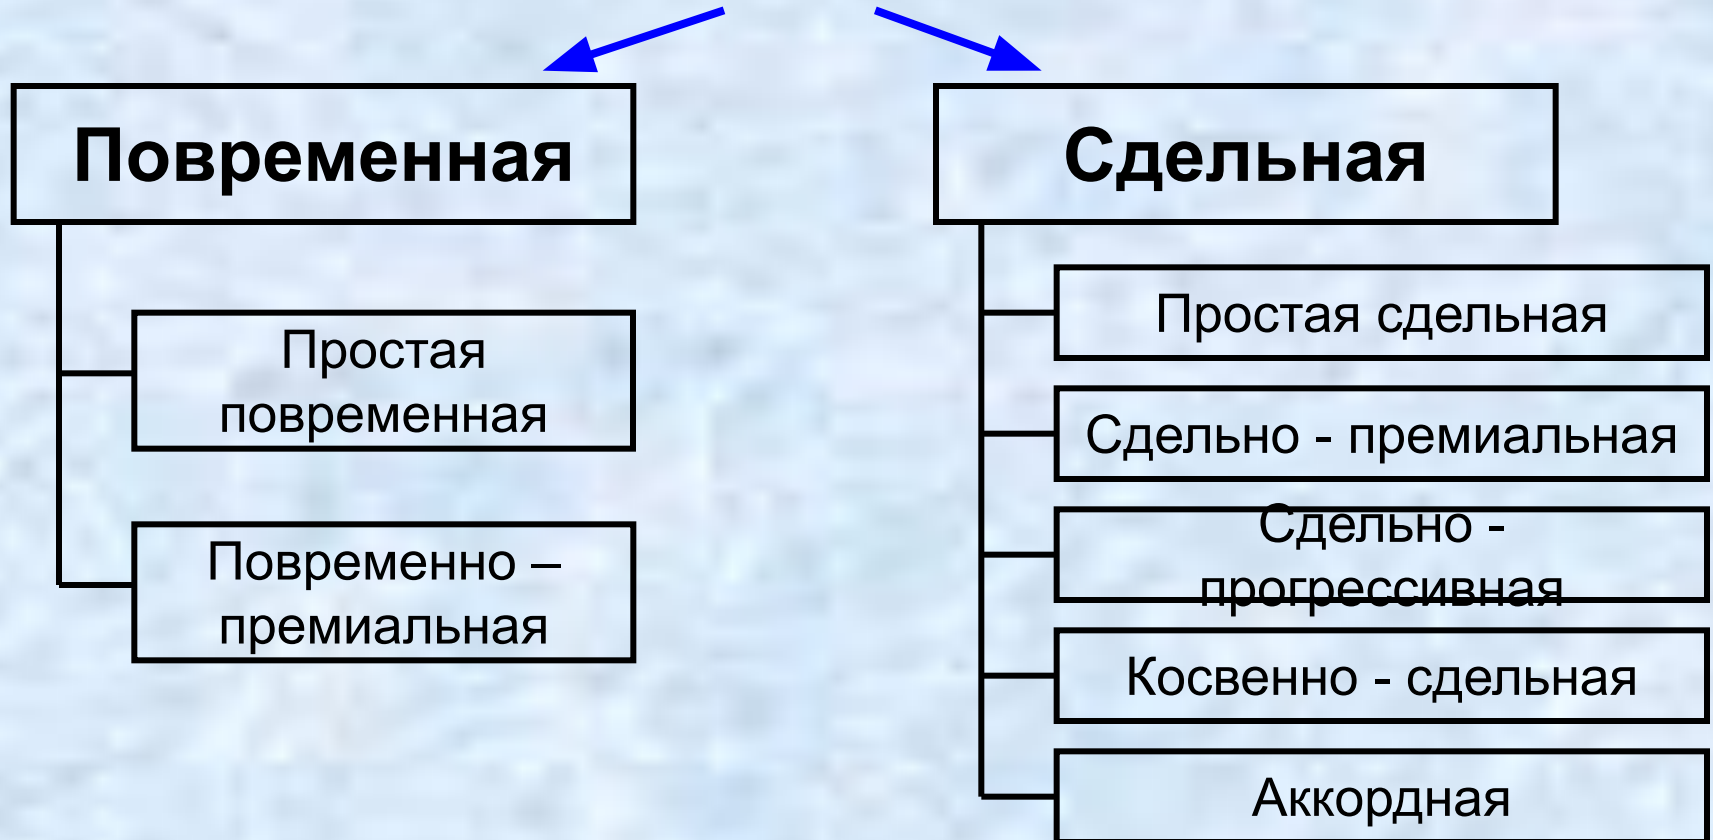 Повременная
Простая
повременная
Повременно –
премиальная
Сдельная
Простая сдельная
Сдельно - премиальная
Сдельно -
прогрессивная
Косвенно - сдельная
Аккордная